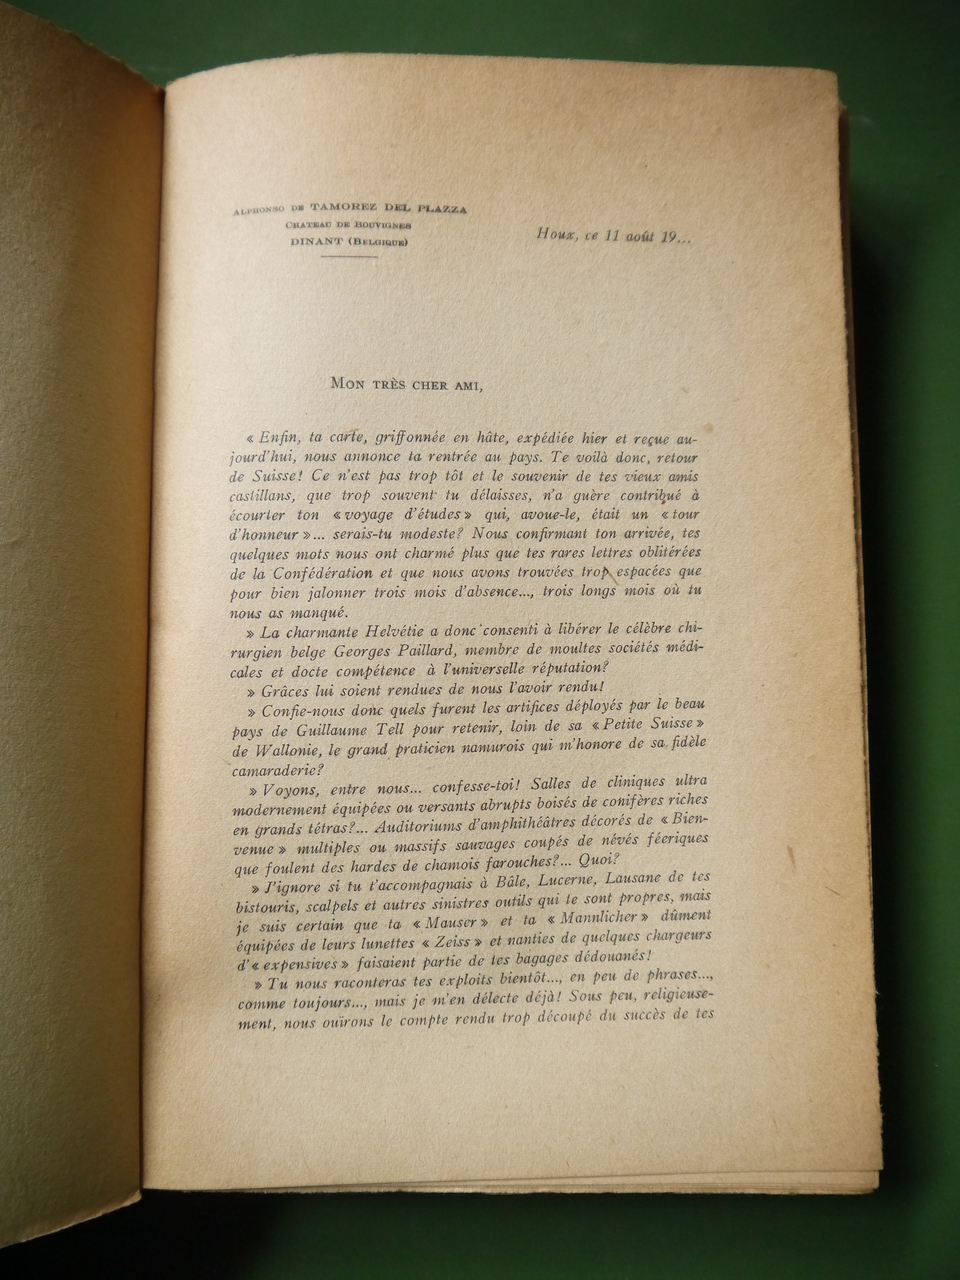 ALPHONSO DE TAMOREZ DEL PLAZZA
CHATEAU DE BOUVIGNES
DINANT (BELGIQUE)
Houx, ce 11 août 19...
MON TRÈS CHER AMI,
« Enfin, ta carte, griffonnée en hâte, expédiée hier et reçue au-
jourd'hui, nous annonce ta rentrée au pays. Te voilà donc, retour
de Suisse! Ce n'est pas trop tôt et le souvenir de tes vieux amis
castillans, que trop souvent tu délaisses, n'a guère contribué à
écourter ton « voyage d'études » qui, avoue-le, était un « tour
d'honneur »... serais-tu modeste? Nous confirmant ton arrivée, tes
quelques mots nous ont charmé plus que tes rares lettres oblitérées
de la Confédération et que nous avons trouvées trop espacées que
pour bien jalonner trois mois d'absence..., trois longs mois où tu
nous as manqué.
» La charmante Helvétie a donc consenti à libérer le célèbre chi-
rurgien belge Georges Paillard, membre de moultes sociétés médi-
cales et docte compétence à l'universelle réputation?
» Grâces lui soient rendues de nous l'avoir rendu!
» Confie-nous donc quels furent les artifices déployés par le beau
pays de Guillaume Tell pour retenir, loin de sa « Petite Suisse »
de Wallonie, le grand praticien namurois qui m'honore de sa fidèle
camaraderie?
» Voyons, entre nous... confesse-toi! Salles de cliniques ultra
modernement équipées ou versants abrupts boisés de conifères riches
en grands tétras?... Auditoriums d'amphithéâtres décorés de « Bien-
venue » multiples ou massifs sauvages coupés de névés féeriques
que foulent des hardes de chamois farouches?... Quoi?
» J'ignore si tu t'accompagnais à Bâle, Lucerne, Lausane de tes
bistouris, scalpels et autres sinistres outils qui te sont propres, mais
je suis certain que ta « Mauser » et ta « Mannlicher » dûment
équipées de leurs lunettes « Zeiss » et nanties de quelques chargeurs
d'« expensives » faisaient partie de tes bagages dédouanés!
» Tu nous raconteras tes exploits bientôt..., en peu de phrases...,
comme toujours..., mais je m'en délecte déjà! Sous peu, religieuse-
ment, nous ouïrons le compte rendu trop découpé du succès de tes